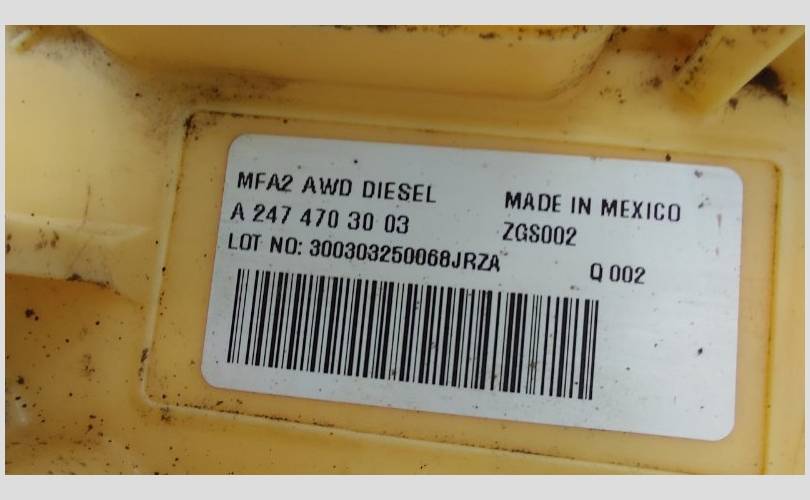 MFA2 AWD DIESEL
A 247 470 30 03
LOT NO: 300303250068JRZA
MADE IN MEXICO
ZGS002
Q 002